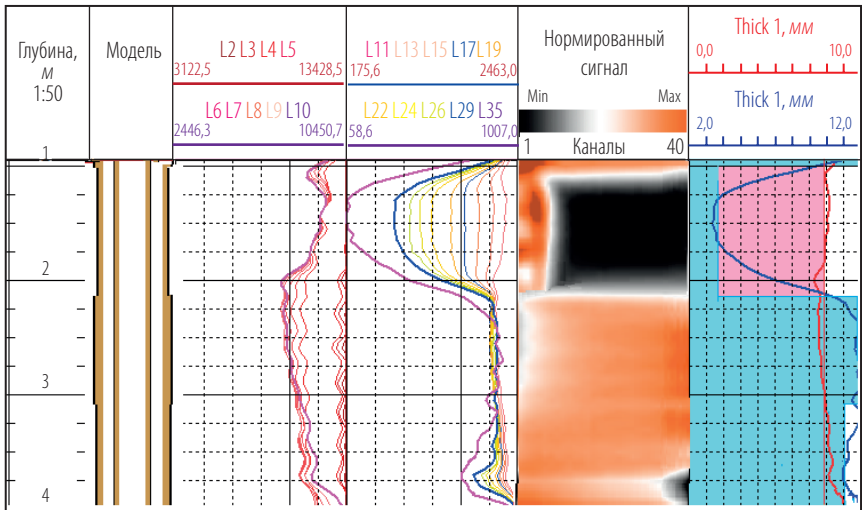 Глубина, м 1:50
Модель
L2 L3 L4 L5
3122,5 13428,5
L6 L7 L8 L9 L10
2446,3 10450,7
L11 L13 L15 L17 L19
175,6 2463,0
L22 L24 L26 L29 L35
58,6 1007,0
Нормированный
сигнал
Min Max
1 Каналы 40
Thick 1, мм
0,0 10,0
Thick 1, мм
2,0 12,0
1
2
3
4